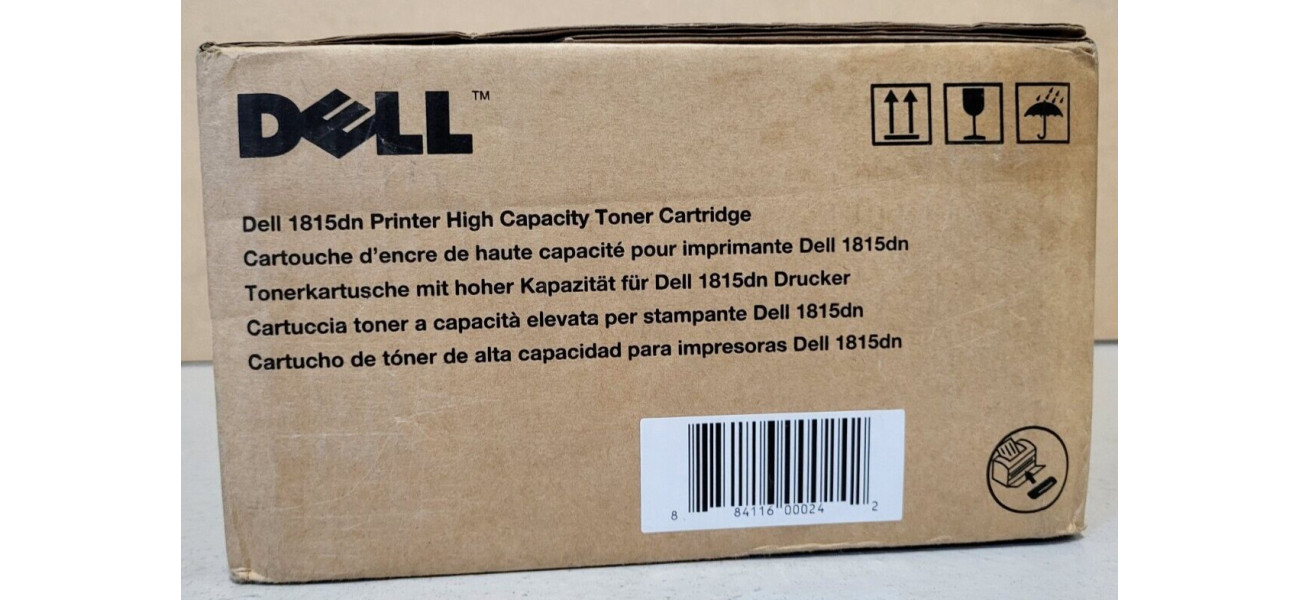 DELL™
Dell 1815dn Printer High Capacity Toner Cartridge
Cartouche d'encre de haute capacité pour imprimante Dell 1815dn
Tonerkartusche mit hoher Kapazität für Dell 1815dn Drucker
Cartuccia toner a capacità elevata per stampante Dell 1815dn
Cartucho de tóner de alta capacidad para impresoras Dell 1815dn
8 84116 00024 2